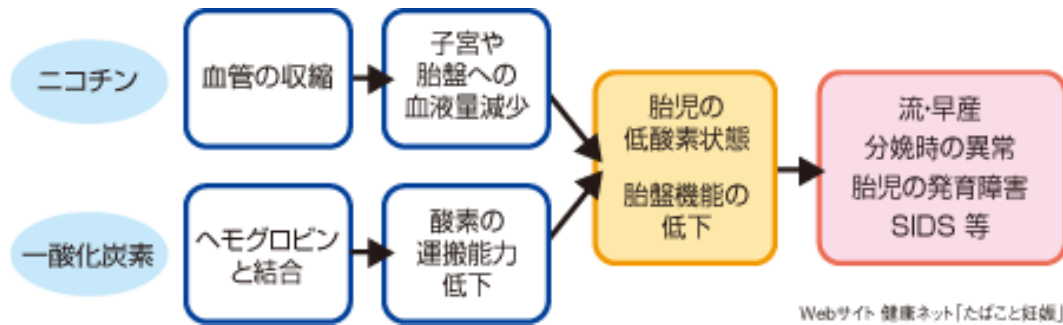 ニコチン
血管の収縮
子宮や
胎盤への
血液量減少
一酸化炭素
ヘモグロビン
と結合
酸素の
運搬能力
低下
胎児の
低酸素状態
胎盤機能の
低下
流・早産
分娩時の異常
胎児の発育障害
SIDS 等
Webサイト 健康ネット「たばこと妊娠」